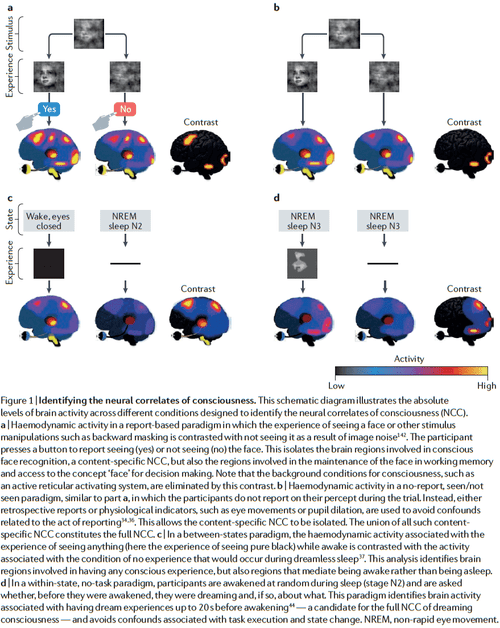 a
b
Stimulus
Experience
Yes
No
Contrast
Contrast
c
d
State
Wake, eyes closed
NREM sleep N2
NREM sleep N3
NREM sleep N3
Experience
Contrast
Contrast
Activity
Low
High
Figure 1 | Identifying the neural correlates of consciousness. This schematic diagram illustrates the absolute
levels of brain activity across different conditions designed to identify the neural correlates of consciousness (NCC).
a | Haemodynamic activity in a report-based paradigm in which the experience of seeing a face or other stimulus
manipulations such as backward masking is contrasted with not seeing it as a result of image noise142. The participant
presses a button to report seeing (yes) or not seeing (no) the face. This isolates the brain regions involved in conscious
face recognition, a content-specific NCC, but also the regions involved in the maintenance of the face in working memory
and access to the concept 'face' for decision making. Note that the background conditions for consciousness, such as
an active reticular activating system, are eliminated by this contrast. b | Haemodynamic activity in a no-report, seen/not
seen paradigm, similar to part a, in which the participants do not report on their percept during the trial. Instead, either
retrospective reports or physiological indicators, such as eye movements or pupil dilation, are used to avoid confounds
related to the act of reporting34,36. This allows the content-specific NCC to be isolated. The union of all such content-
specific NCC constitutes the full NCC. c | In a between-states paradigm, the haemodynamic activity associated with the
experience of seeing anything (here the experience of seeing pure black) while awake is contrasted with the activity
associated with the condition of no experience that would occur during dreamless sleep37. This analysis identifies brain
regions involved in having any conscious experience, but also regions that mediate being awake rather than being asleep.
d | In a within-state, no-task paradigm, participants are awakened at random during sleep (stage N2) and are asked
whether, before they were awakened, they were dreaming and, if so, about what. This paradigm identifies brain activity
associated with having dream experiences up to 20 s before awakening44 — a candidate for the full NCC of dreaming
consciousness — and avoids confounds associated with task execution and state change. NREM, non-rapid eye movement.